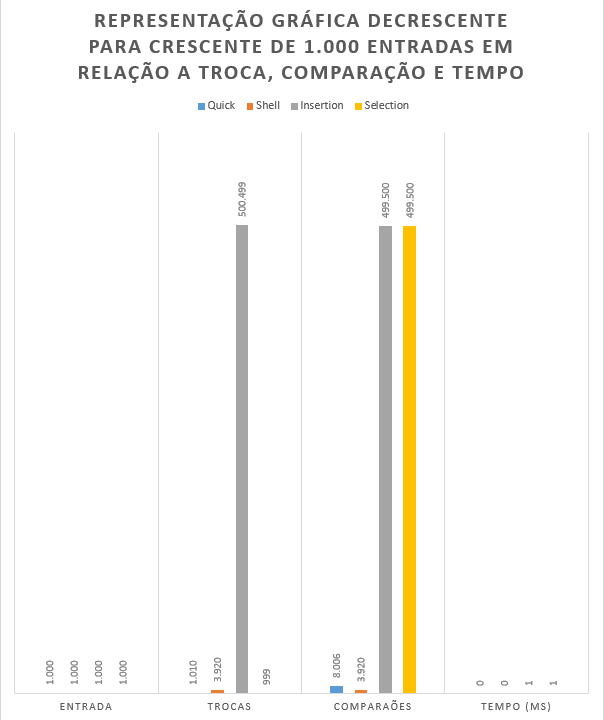 REPRESENTAÇÃO GRÁFICA DECRESCENTE
PARA CRESCENTE DE 1.000 ENTRADAS EM
RELAÇÃO A TROCA, COMPARAÇÃO E TEMPO
Quick Shell Insertion Selection
1.000 1.000 1.000 1.000
1.010 3.920 500.499 999
8.006 3.920 499.500 499.500
0 0 1 1
ENTRADA TROCAS COMPARAÕES TEMPO (MS)